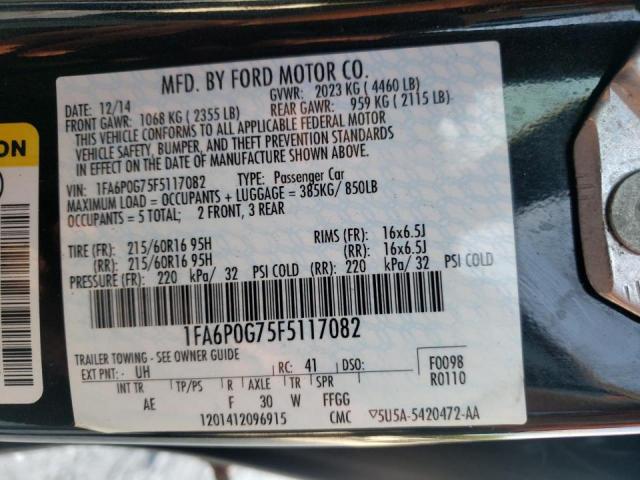 MFD. BY FORD MOTOR CO.
DATE: 12/14 GVWR: 2023 KG ( 4460 LB)
FRONT GAWR: 1068 KG ( 2355 LB) REAR GAWR: 959 KG ( 2115 LB)
THIS VEHICLE CONFORMS TO ALL APPLICABLE FEDERAL MOTOR
VEHICLE SAFETY, BUMPER, AND THEFT PREVENTION STANDARDS
IN EFFECT ON THE DATE OF MANUFACTURE SHOWN ABOVE.
VIN: 1FA6P0G75F5117082 TYPE: Passenger Car
MAXIMUM LOAD = OCCUPANTS + LUGGAGE = 385KG/ 850LB
OCCUPANTS = 5 TOTAL; 2 FRONT, 3 REAR
TIRE (FR): 215/60R16 95H RIMS (FR): 16x6.5J
(RR): 215/60R16 95H (RR): 16x6.5J
PRESSURE (FR): 220 kPa/ 32 PSI COLD (RR): 220 kPa/ 32 PSI COLD
1FA6P0G75F5117082
TRAILER TOWING - SEE OWNER GUIDE
EXT PNT: - UH RC: 41 DSO:
F0098
R0110
INT TR TP/PS R AXLE TR SPR
AE F 30 W FFGG
1201412096915 CMC ▽5U5A-5420472-AA
ON